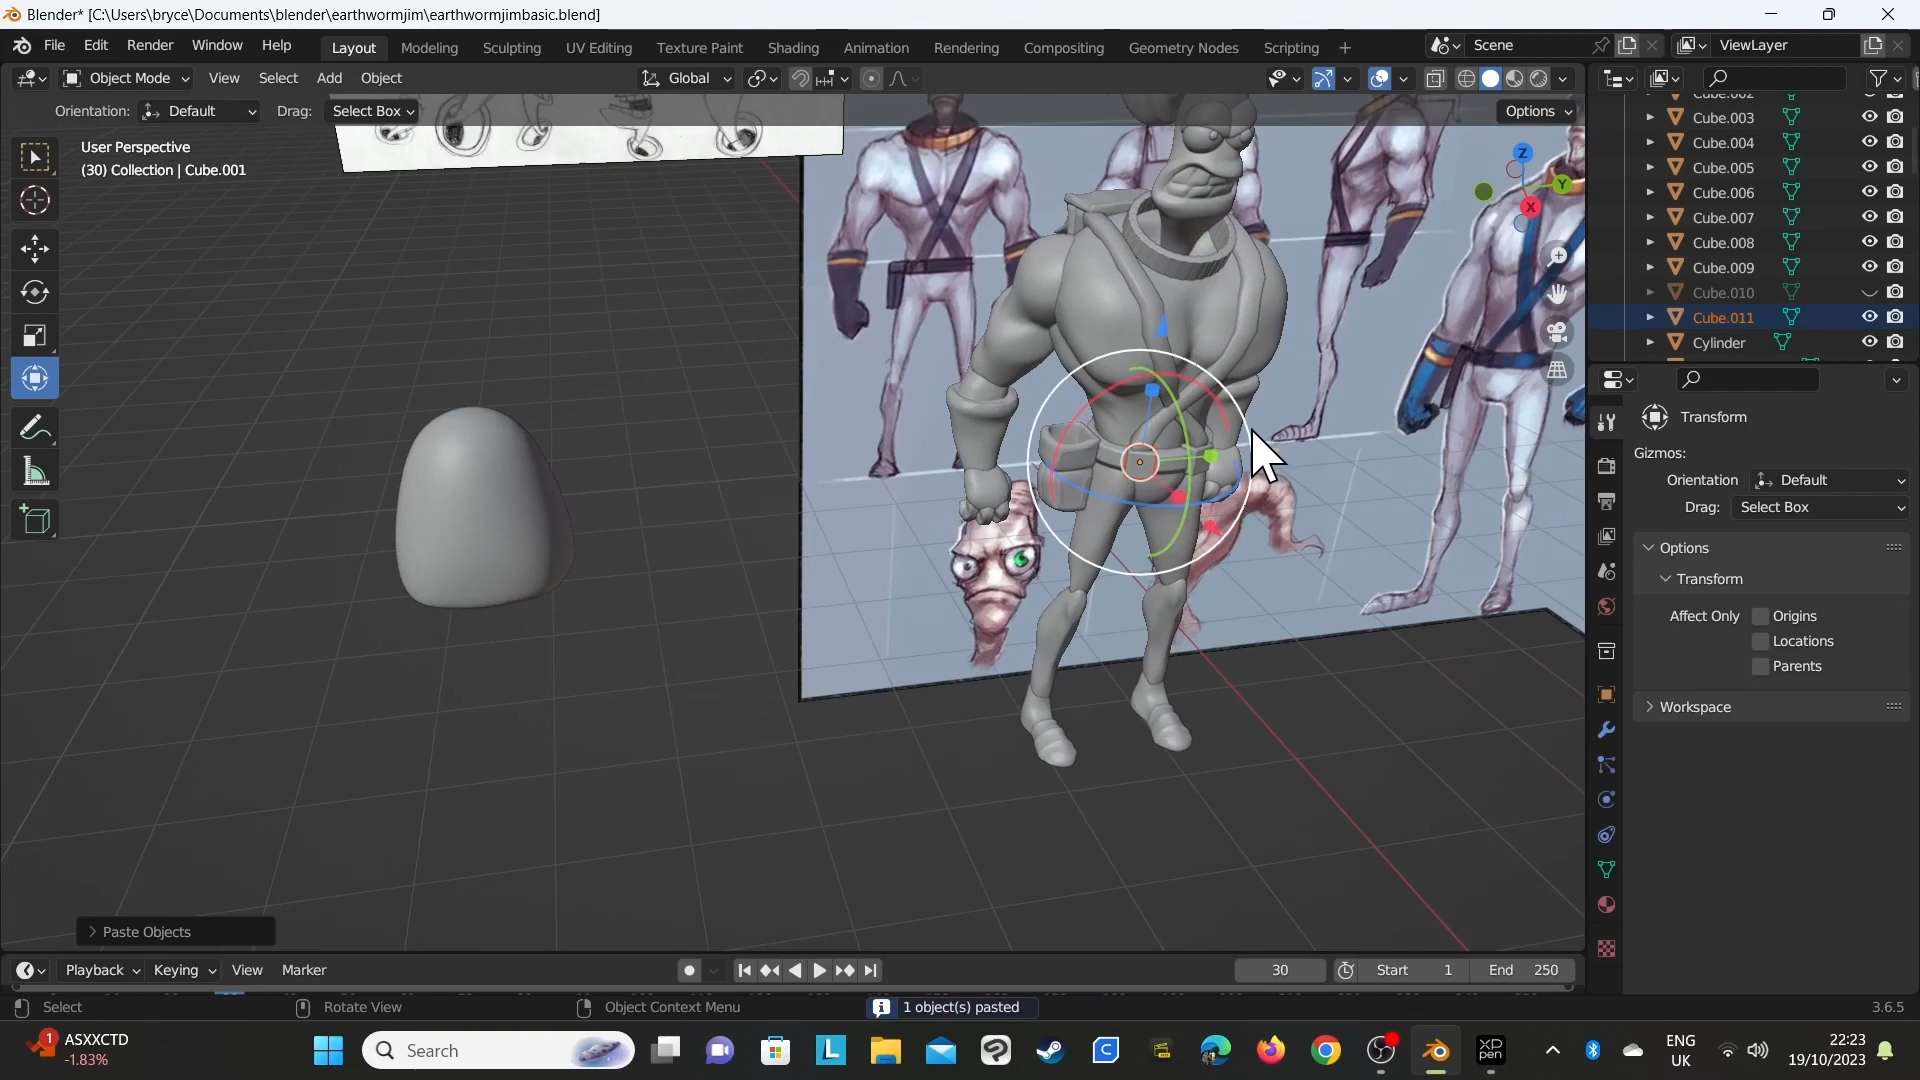 Blender* [C:\Users\bryce\Documents\blender\earthwormjim\earthwormjimbasic.blend]
File Edit Render Window Help Layout Modeling Sculpting UV Editing Texture Paint Shading Animation Rendering Compositing Geometry Nodes Scripting + Scene ViewLayer
Object Mode View Select Add Object Global
Orientation: Default Drag: Select Box Options
User Perspective
(30) Collection | Cube.001
Z
Y
X
Cube.002
Cube.003
Cube.004
Cube.005
Cube.006
Cube.007
Cube.008
Cube.009
Cube.010
Cube.011
Cylinder
Transform
Gizmos:
Orientation Default
Drag: Select Box
Options
Transform
Affect Only Origins
Locations
Parents
Workspace
Paste Objects
Playback Keying View Marker 30 Start 1 End 250
Select Rotate View Object Context Menu 1 object(s) pasted 3.6.5
1 ASXXCTD
-1.83%
Search
L
XP
pen
ENG
UK
22:23
19/10/2023